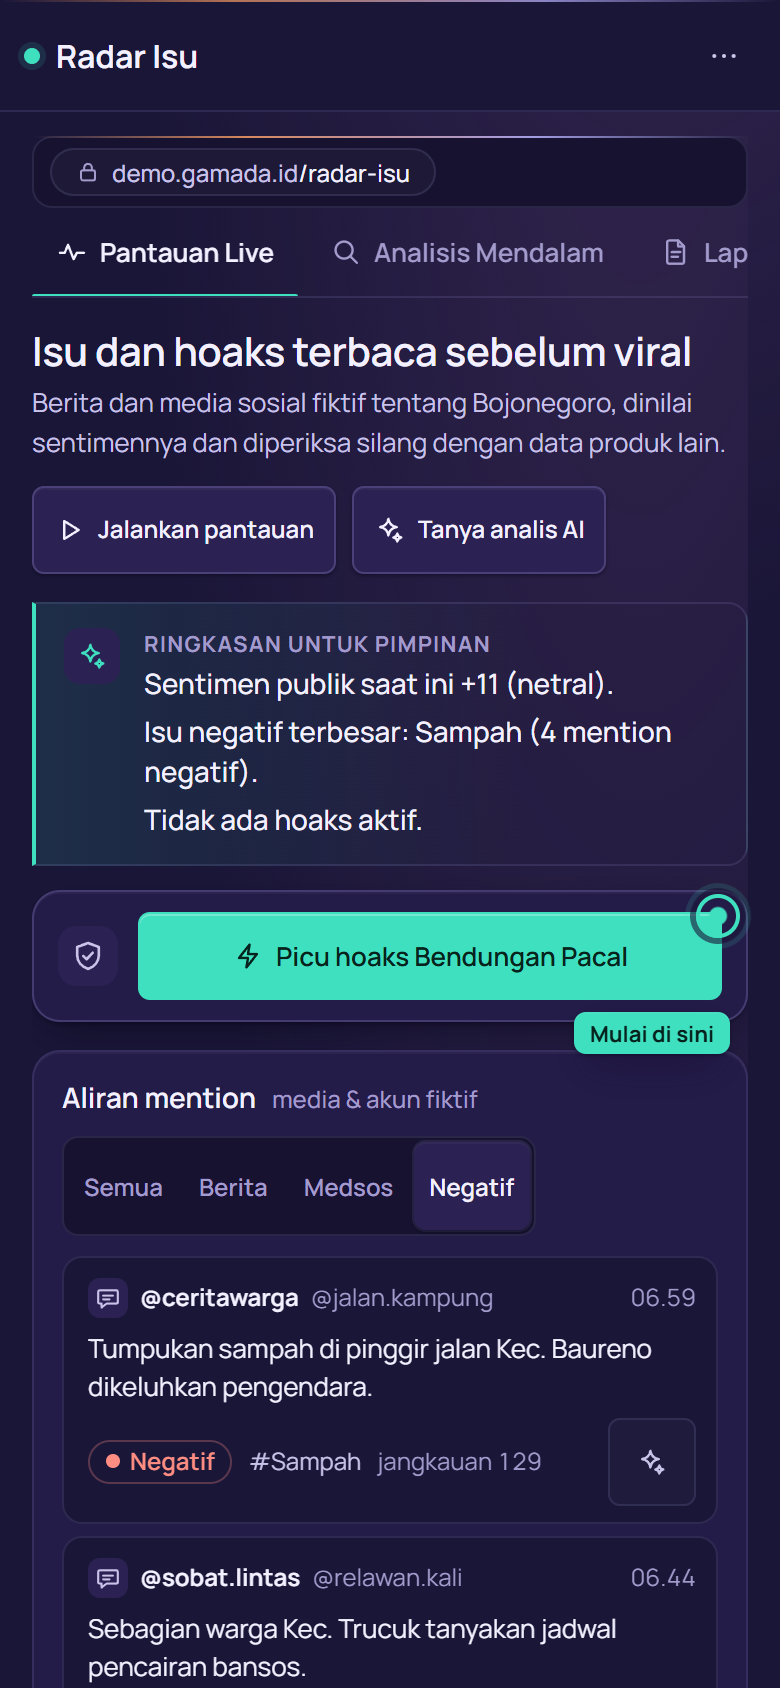 Radar Isu
demo.gamada.id/radar-isu
Pantauan Live
Analisis Mendalam
Lap
Isu dan hoaks terbaca sebelum viral
Berita dan media sosial fiktif tentang Bojonegoro, dinilai
sentimennya dan diperiksa silang dengan data produk lain.
Jalankan pantauan
Tanya analis AI
RINGKASAN UNTUK PIMPINAN
Sentimen publik saat ini +11 (netral).
Isu negatif terbesar: Sampah (4 mention
negatif).
Tidak ada hoaks aktif.
Picu hoaks Bendungan Pacal
Mulai di sini
Aliran mention media & akun fiktif
Semua Berita Medsos Negatif
@ceritawarga @jalan.kampung 06.59
Tumpukan sampah di pinggir jalan Kec. Baureno
dikeluhkan pengendara.
Negatif #Sampah jangkauan 129
@sobat.lintas @relawan.kali 06.44
Sebagian warga Kec. Trucuk tanyakan jadwal
pencairan bansos.